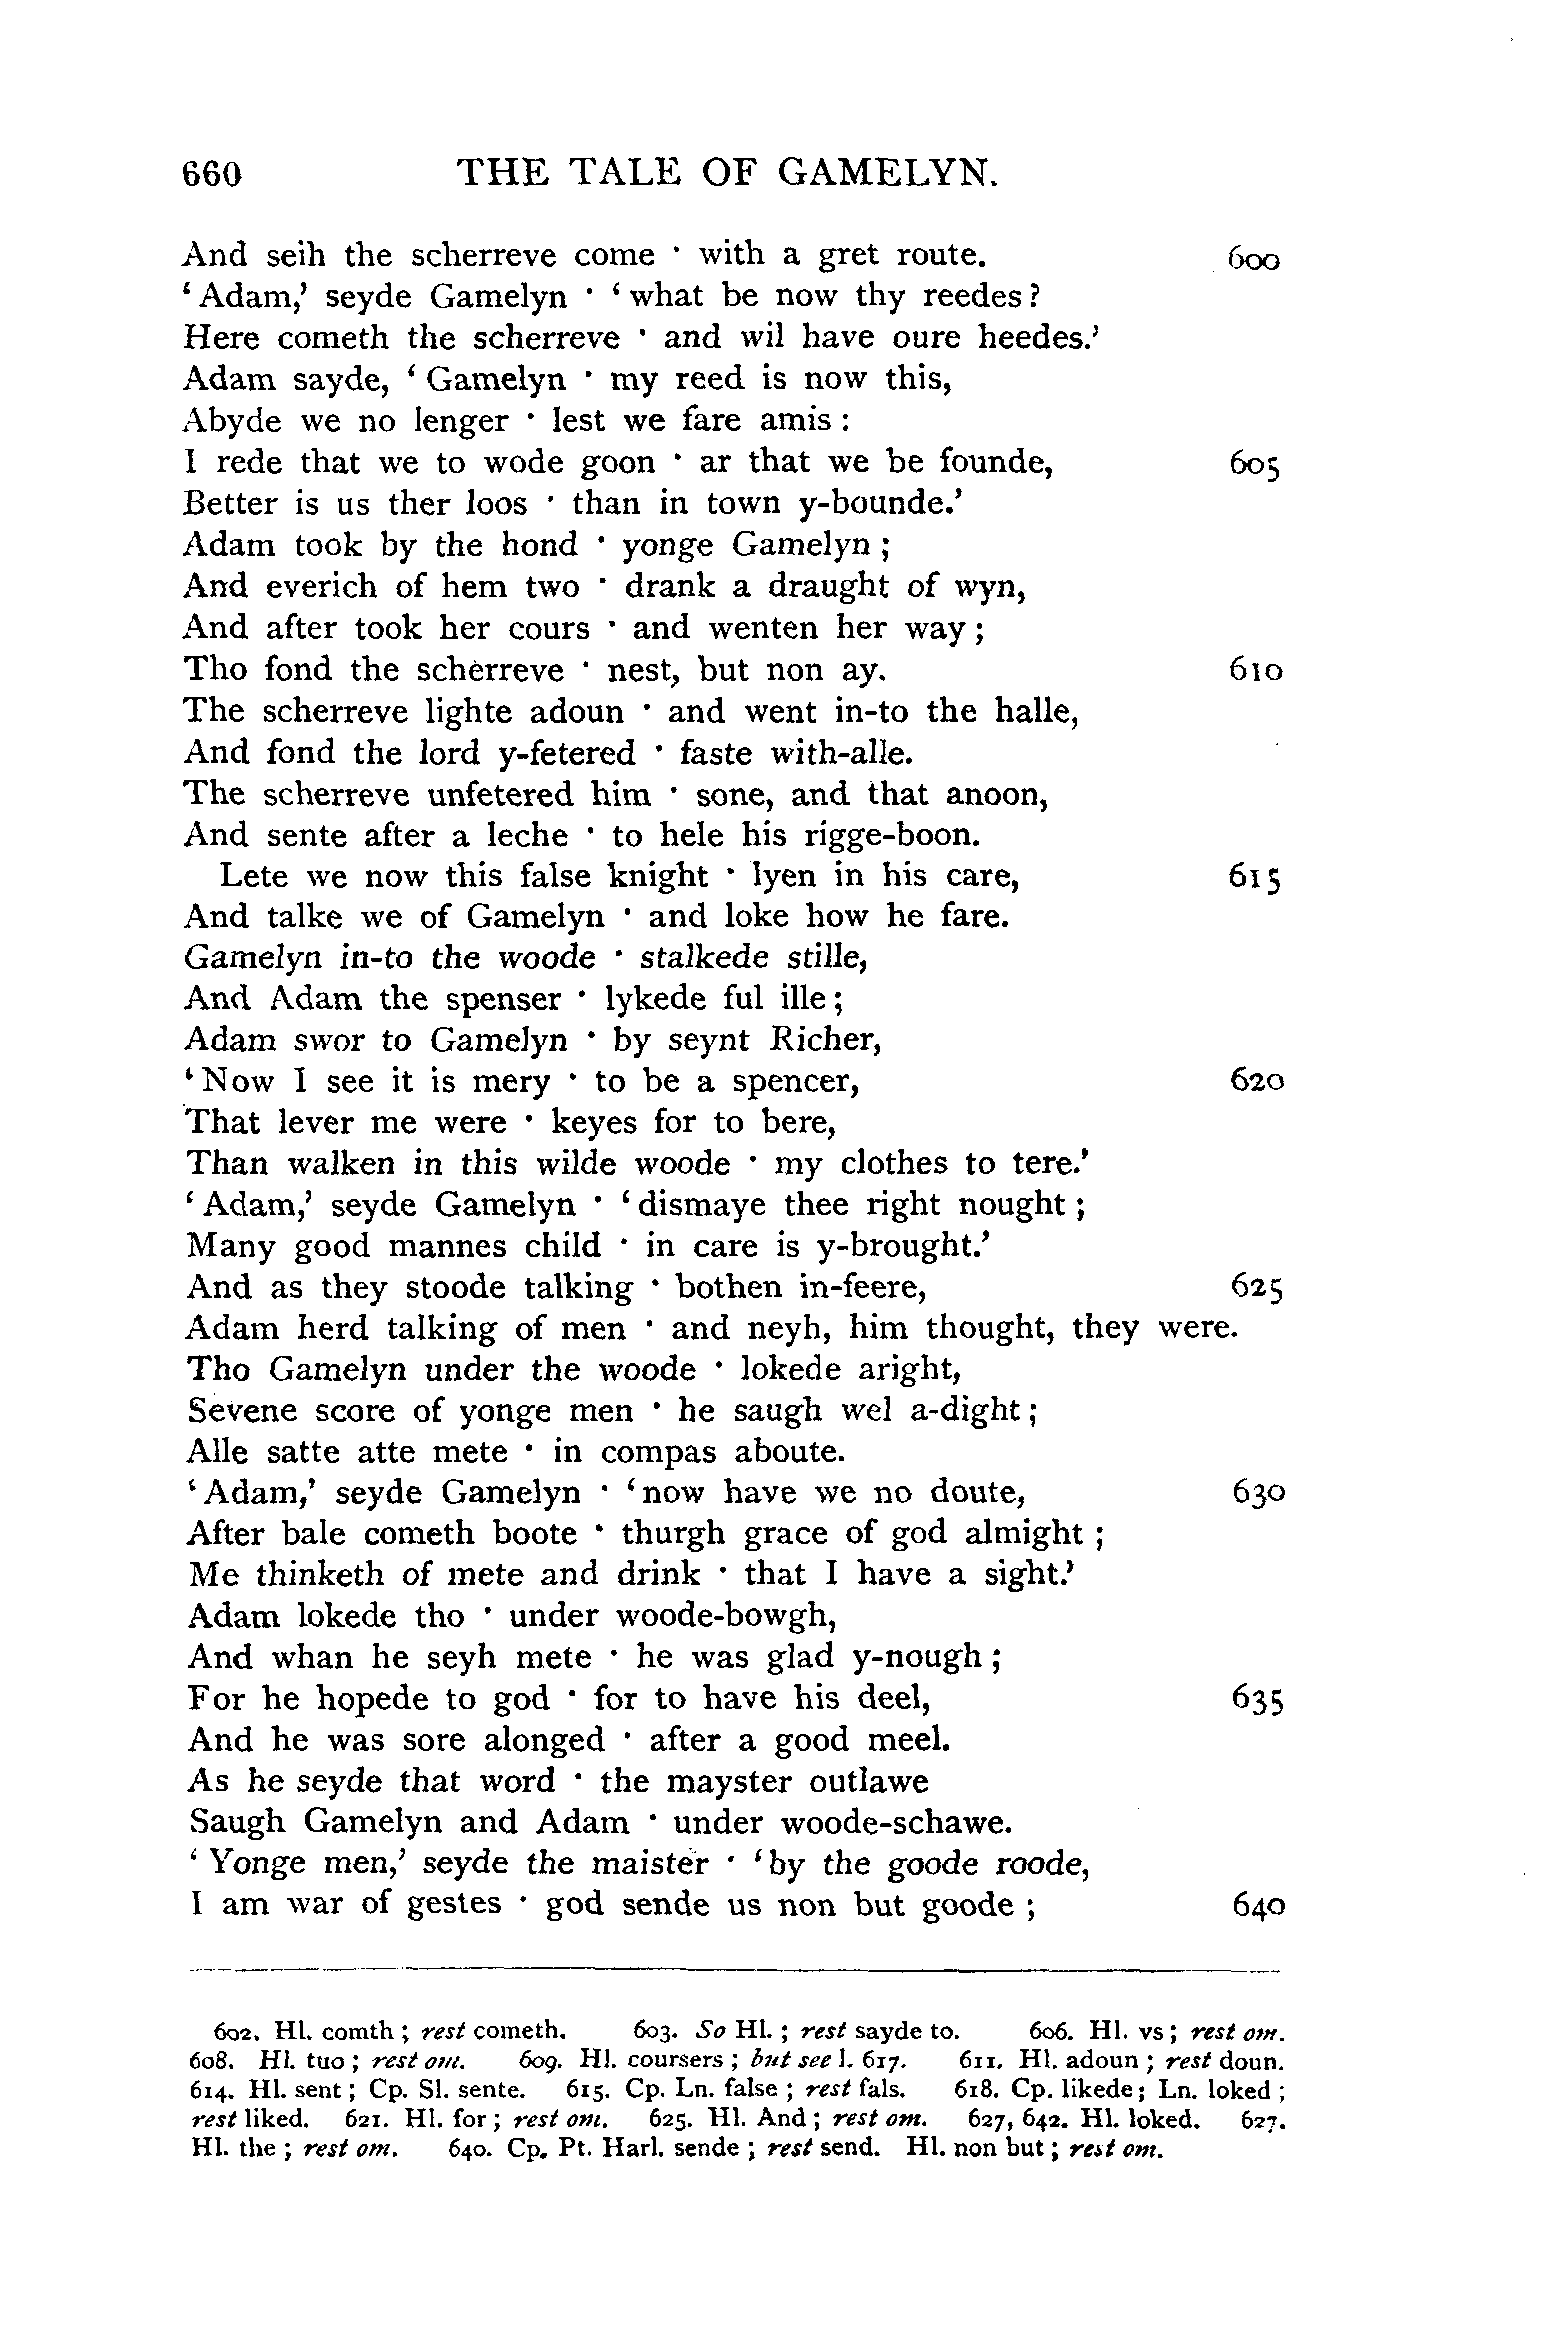 660 THE TALE OF GAMELYN.
And seih the scherreve come · with a gret route. 600
‘Adam,’ seyde Gamelyn · ‘what be now thy reedes?
Here cometh the scherreve · and wil have oure heedes.’
Adam sayde, ‘Gamelyn · my reed is now this,
Abyde we no lenger · lest we fare amis :
I rede that we to wode goon · ar that we be founde, 605
Better is us ther loos · than in town y-bounde.’
Adam took by the hond · yonge Gamelyn ;
And everich of hem two · drank a draught of wyn,
And after took her cours · and wenten her way ;
Tho fond the scherreve · nest, but non ay. 610
The scherreve lighte adoun · and went in-to the halle,
And fond the lord y-fetered · faste with-alle.
The scherreve unfetered him · sone, and that anoon,
And sente after a leche · to hele his rigge-boon.
Lete we now this false knight · lyen in his care, 615
And talke we of Gamelyn · and loke how he fare.
Gamelyn in-to the woode · stalkede stille,
And Adam the spenser · lykede ful ille ;
Adam swor to Gamelyn · by seynt Richer,
‘Now I see it is mery · to be a spencer, 620
That lever me were · keyes for to bere,
Than walken in this wilde woode · my clothes to tere.’
‘Adam,’ seyde Gamelyn · ‘dismaye thee right nought ;
Many good mannes child · in care is y-brought.’
And as they stoode talking · bothen in-feere, 625
Adam herd talking of men · and neyh, him thought, they were.
Tho Gamelyn under the woode · lokede aright,
Sevene score of yonge men · he saugh wel a-dight ;
Alle satte atte mete · in compas aboute.
‘Adam,’ seyde Gamelyn · ‘now have we no doute, 630
After bale cometh boote · thurgh grace of god almight ;
Me thinketh of mete and drink · that I have a sight.’
Adam lokede tho · under woode-bowgh,
And whan he seyh mete · he was glad y-nough ;
For he hopede to god · for to have his deel, 635
And he was sore alonged · after a good meel.
As he seyde that word · the mayster outlawe
Saugh Gamelyn and Adam · under woode-schawe.
‘Yonge men,’ seyde the maister · ‘by the goode roode,
I am war of gestes · god sende us non but goode ; 640
602. Hl. comth ; rest cometh. 603. So Hl. ; rest sayde to. 606. Hl. vs ; rest om.
608. Hl. tuo ; rest om. 609. Hl. coursers ; but see l. 617. 611. Hl. adoun ; rest doun.
614. Hl. sent ; Cp. Sl. sente. 615. Cp. Ln. false ; rest fals. 618. Cp. likede ; Ln. loked ;
rest liked. 621. Hl. for ; rest om. 625. Hl. And ; rest om. 627, 642. Hl. loked. 627.
Hl. the ; rest om. 640. Cp. Pt. Harl. sende ; rest send. Hl. non but ; rest om.